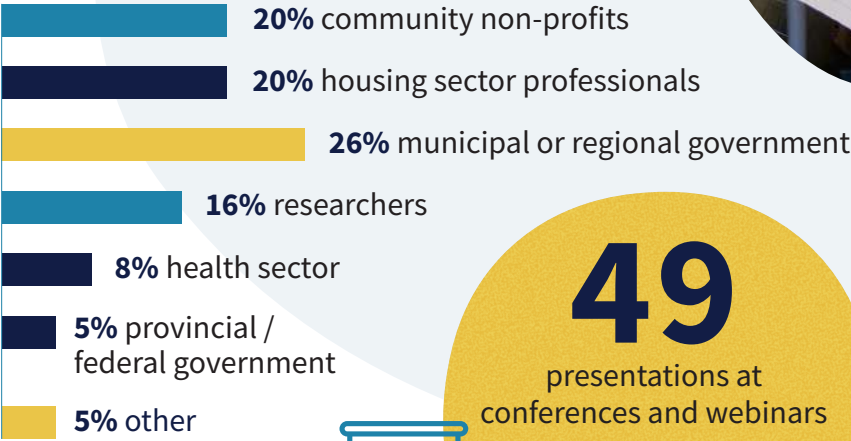 20% community non-profits
20% housing sector professionals
26% municipal or regional government
16% researchers
8% health sector
5% provincial /
federal government
5% other
49
presentations at
conferences and webinars